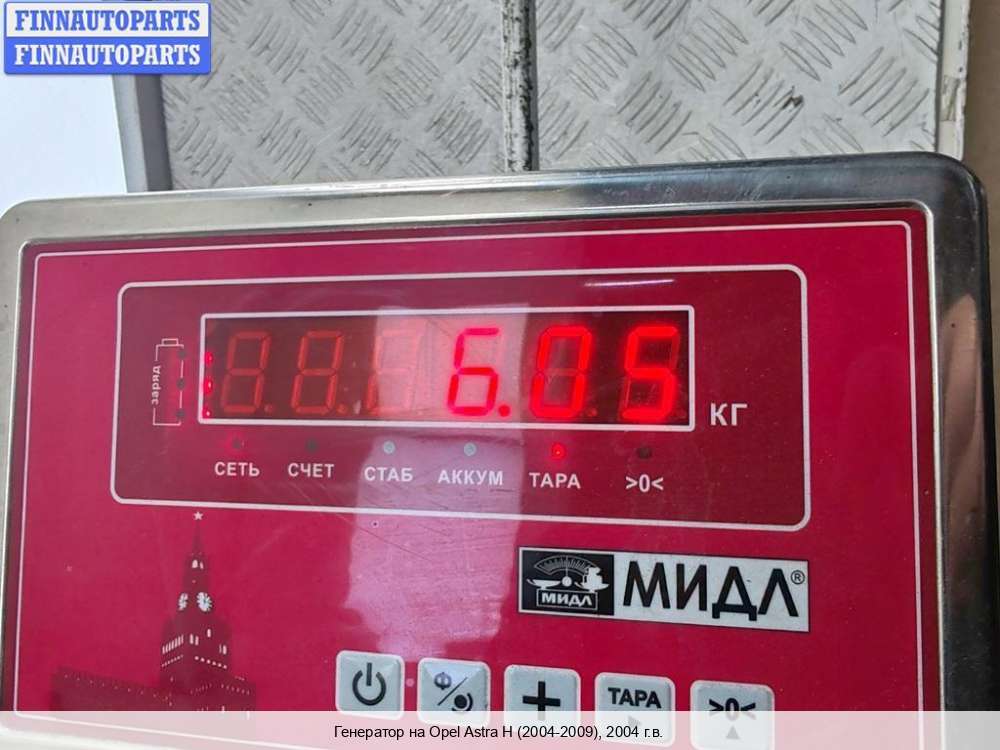 FINNAUTOPARTS
FINNAUTOPARTS
заряд
6.05 КГ
СЕТЬ СЧЕТ СТАБ АККУМ ТАРА >0<
МИДЛ
МИДЛ®
Ф
+ ТАРА >0<
Генератор на Opel Astra H (2004-2009), 2004 г.в.